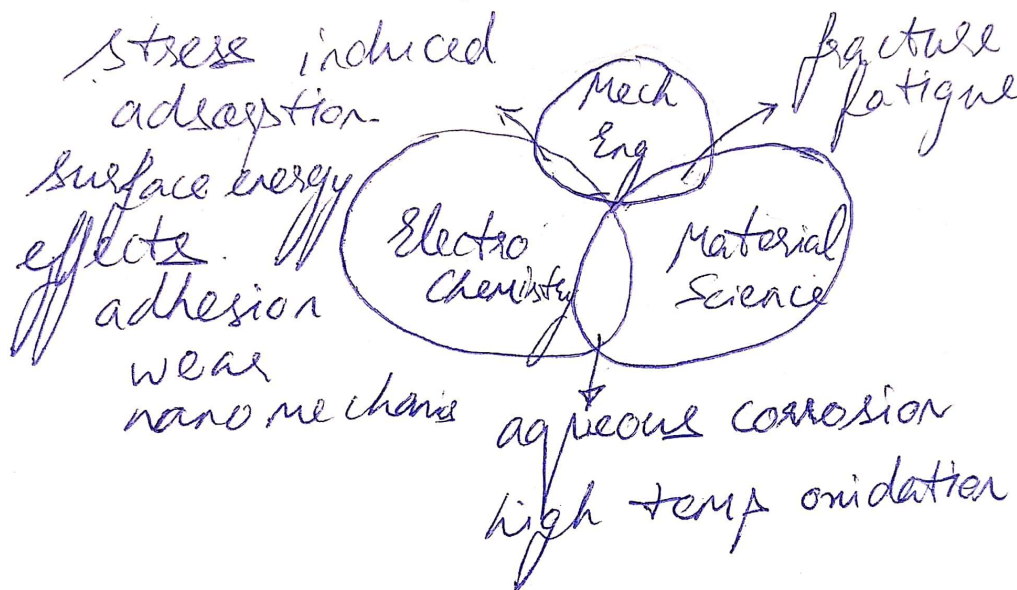 stress induced
adsorption
surface energy
effects.
adhesion
wear
nano mechanis
Mech
Eng
fracture
fatigue
Electro
Chemistry
Material
Science
aqueous corrosion
high temp oxidation